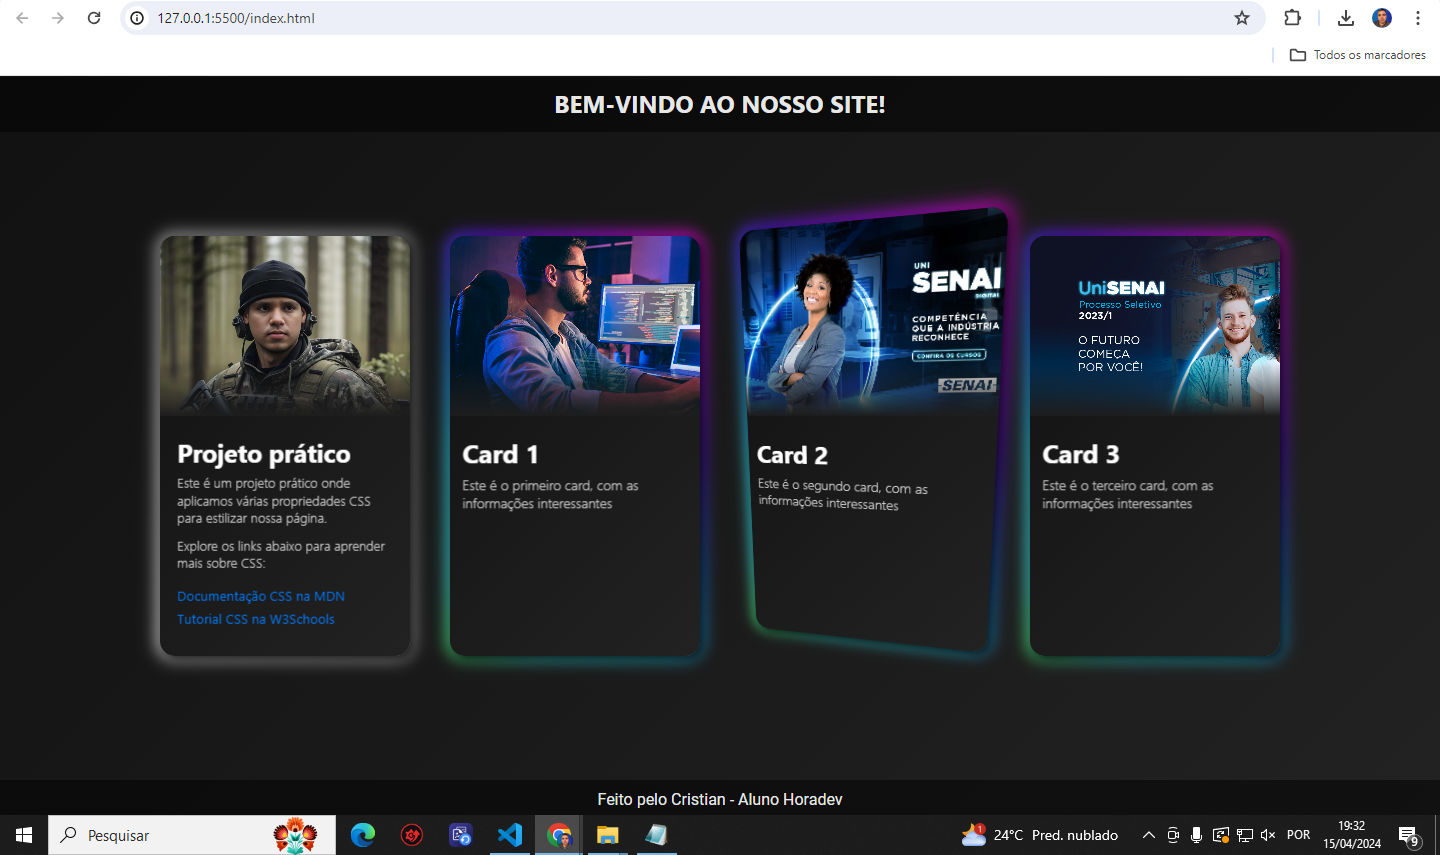 127.0.0.1:5500/index.html
Todos os marcadores
BEM-VINDO AO NOSSO SITE!
Projeto prático
Este é um projeto prático onde
aplicamos várias propriedades CSS
para estilizar nossa página.
Explore os links abaixo para aprender
mais sobre CSS:
Documentação CSS na MDN
Tutorial CSS na W3Schools
Card 1
Este é o primeiro card, com as
informações interessantes
UNI
SENAI
DIGITAL
COMPETÊNCIA
QUE A INDÚSTRIA
RECONHECE
CONFIRA OS CURSOS
SENAI
Card 2
Este é o segundo card, com as
informações interessantes
UniSENAI
Processo Seletivo
2023/1
O FUTURO
COMEÇA
POR VOCÊ!
Card 3
Este é o terceiro card, com as
informações interessantes
Feito pelo Cristian - Aluno Horadev
Pesquisar
1
24°C Pred. nublado
POR
19:32
15/04/2024
9